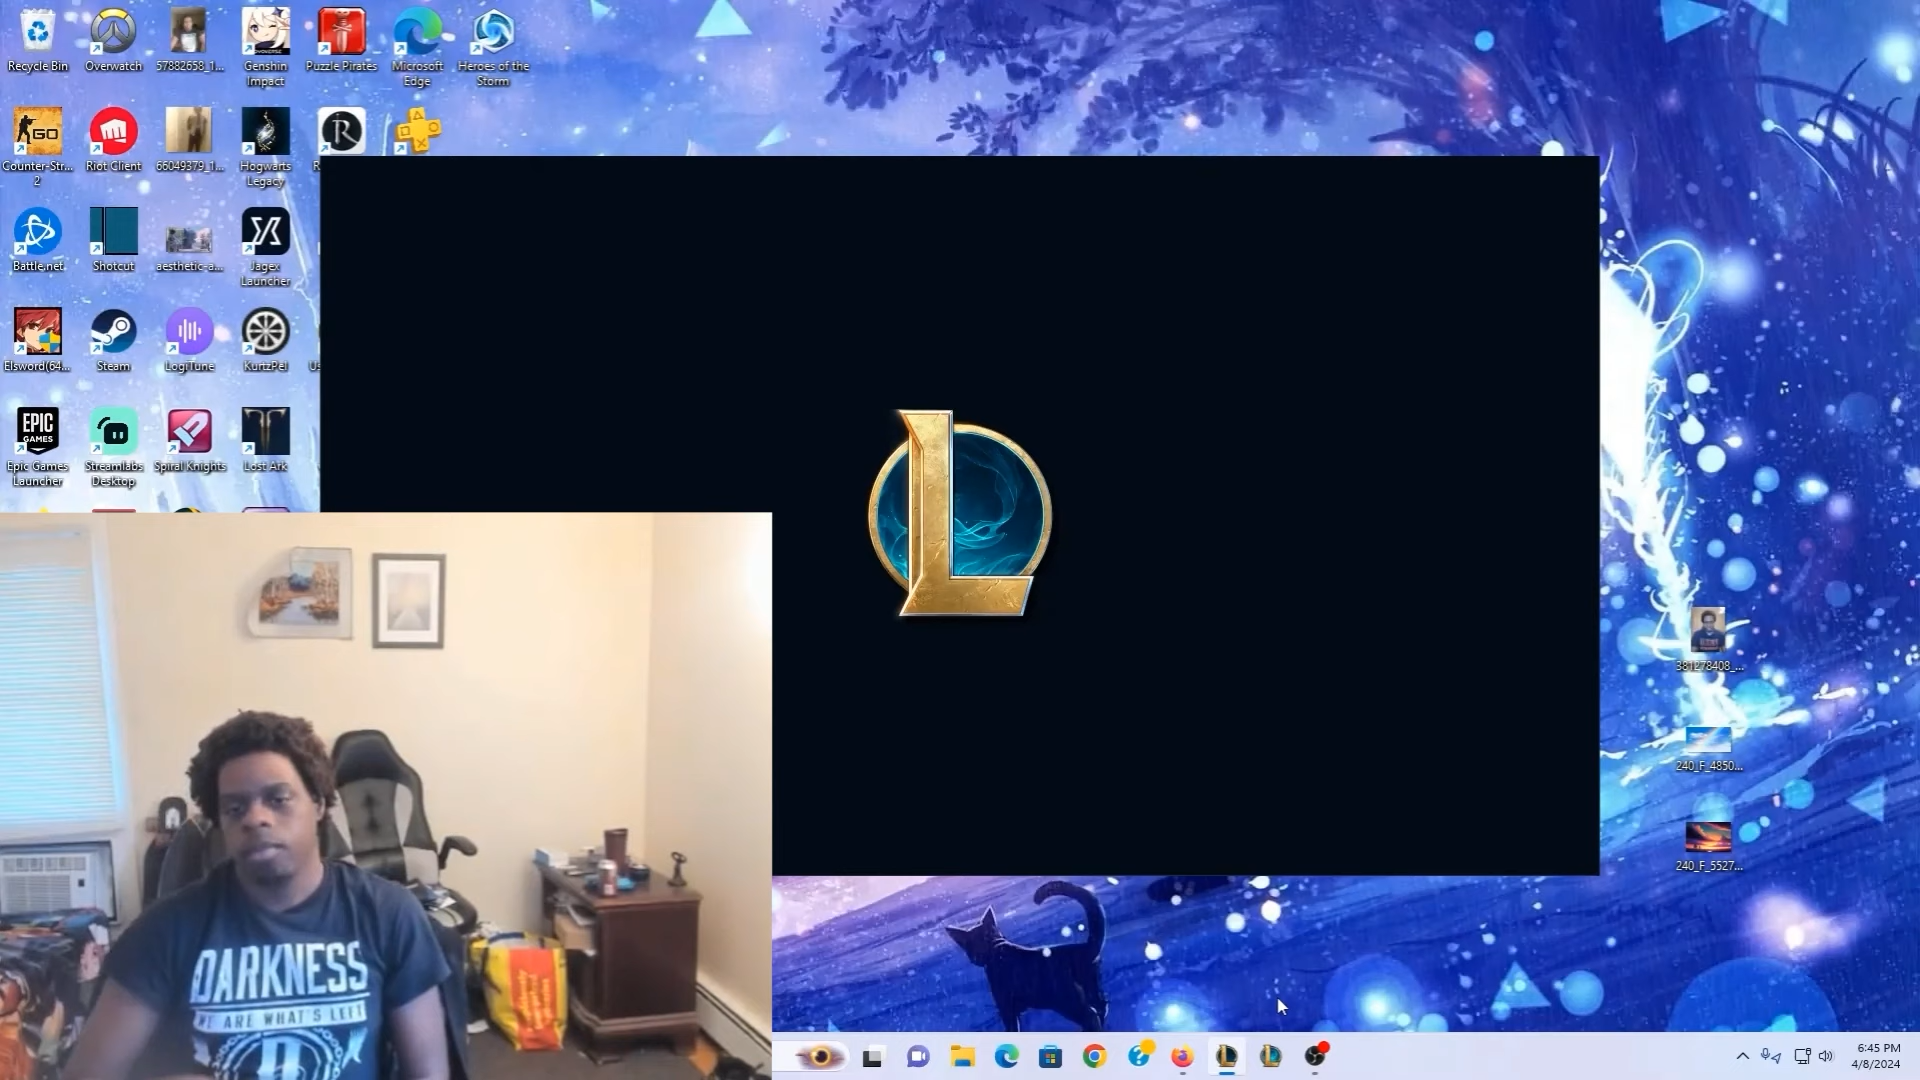 Recycle Bin
Overwatch
57882658_1...
Genshin
Impact
Puzzle Pirates
Microsoft
Edge
Heroes of the
Storm
GO
Counter-Str...
2
Riot Client
66049379_1...
Hogwarts
Legacy
R
Battle.net
Shotcut
aesthetic-a...
Jagex
Launcher
Elsword(64...
Steam
LogiTune
KurtzPel
U
EPIC
GAMES
Epic Games
Launcher
Streamlabs
Desktop
Spiral Knights
Lost Ark
L
381278408_...
240_F_4850...
240_F_5527...
DARKNESS
WE ARE WHAT'S LEFT
6:45 PM
4/8/2024